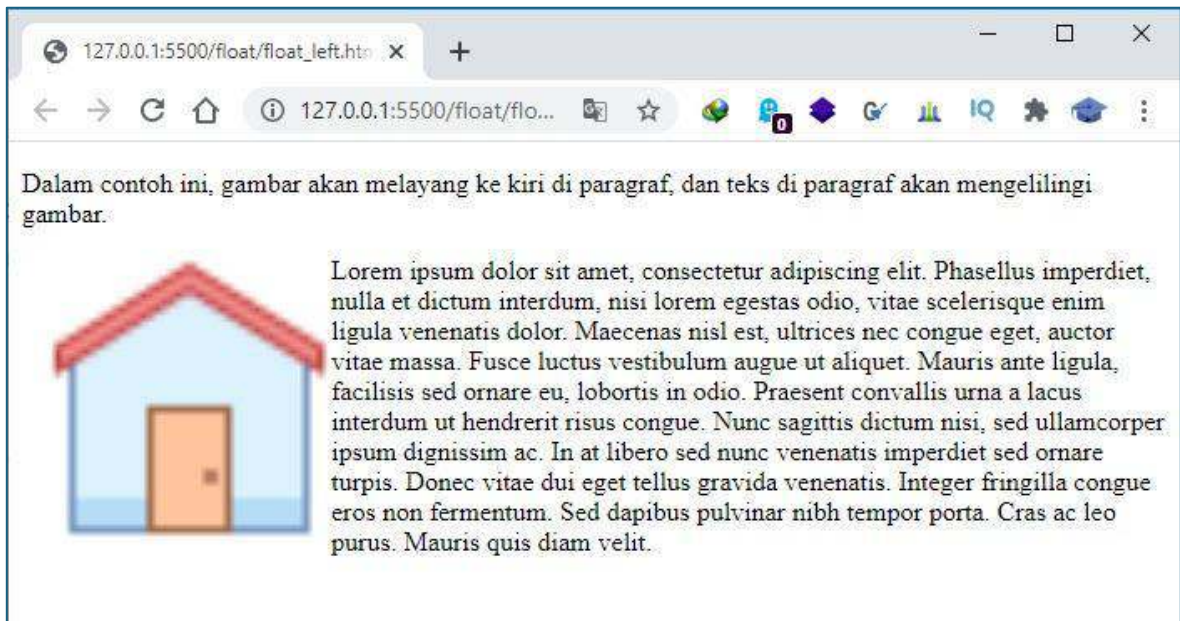 127.0.0.1:5500/float/float_left.ht
127.0.0.1:5500/float/flo...
0
G
IQ
Dalam contoh ini, gambar akan melayang ke kiri di paragraf, dan teks di paragraf akan mengelilingi
gambar.
Lorem ipsum dolor sit amet, consectetur adipiscing elit. Phasellus imperdiet,
nulla et dictum interdum, nisi lorem egestas odio, vitae scelerisque enim
ligula venenatis dolor. Maecenas nisl est, ultrices nec congue eget, auctor
vitae massa. Fusce luctus vestibulum augue ut aliquet. Mauris ante ligula,
facilisis sed ornare eu, lobortis in odio. Praesent convallis urna a lacus
interdum ut hendrerit risus congue. Nunc sagittis dictum nisi, sed ullamcorper
ipsum dignissim ac. In at libero sed nunc venenatis imperdiet sed ornare
turpis. Donec vitae dui eget tellus gravida venenatis. Integer fringilla congue
eros non fermentum. Sed dapibus pulvinar nibh tempor porta. Cras ac leo
purus. Mauris quis diam velit.